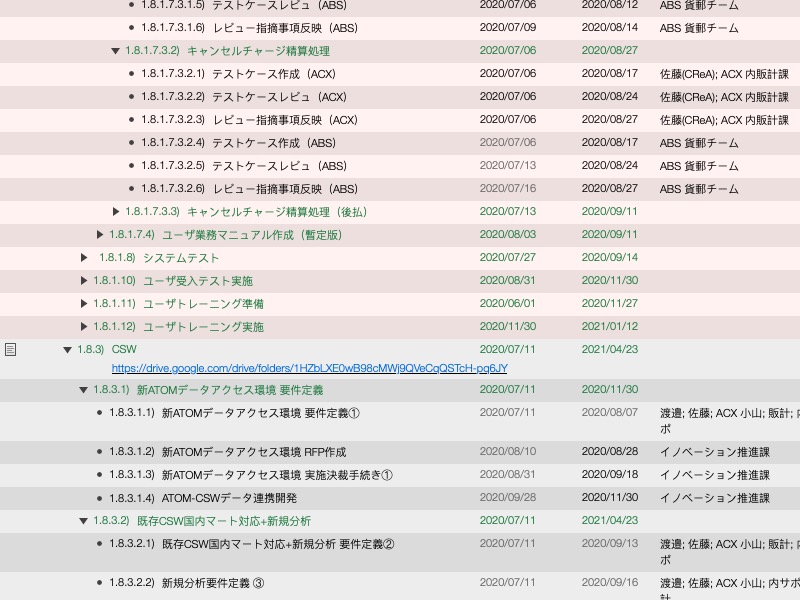 1.8.1.7.3.1.5) テストケースレビュ（ABS) 2020/07/06 2020/08/12 ABS 貨郵チーム
1.8.1.7.3.1.6) レビュー指摘事項反映（ABS) 2020/07/09 2020/08/14 ABS 貨郵チーム
1.8.1.7.3.2) キャンセルチャージ精算処理 2020/07/06 2020/08/27
1.8.1.7.3.2.1) テストケース作成（ACX) 2020/07/06 2020/08/17 佐藤(CReA); ACX 内販計課
1.8.1.7.3.2.2) テストケースレビュ（ACX) 2020/07/06 2020/08/24 佐藤(CReA); ACX 内販計課
1.8.1.7.3.2.3) レビュー指摘事項反映（ACX) 2020/07/06 2020/08/27 佐藤(CReA); ACX 内販計課
1.8.1.7.3.2.4) テストケース作成（ABS) 2020/07/06 2020/08/17 ABS 貨郵チーム
1.8.1.7.3.2.5) テストケースレビュ（ABS) 2020/07/13 2020/08/24 ABS 貨郵チーム
1.8.1.7.3.2.6) レビュー指摘事項反映（ABS) 2020/07/16 2020/08/27 ABS 貨郵チーム
1.8.1.7.3.3) キャンセルチャージ精算処理（後払） 2020/07/13 2020/09/11
1.8.1.7.4) ユーザ業務マニュアル作成（暫定版） 2020/08/03 2020/09/11
1.8.1.8) システムテスト 2020/07/27 2020/09/14
1.8.1.10) ユーザ受入テスト実施 2020/08/31 2020/11/30
1.8.1.11) ユーザトレーニング準備 2020/06/01 2020/11/27
1.8.1.12) ユーザトレーニング実施 2020/11/30 2021/01/12
1.8.3) CSW 2020/07/11 2021/04/23
https://drive.google.com/drive/folders/1HZbLXE0wB98cMWj9QVeCqQSTcH-pq6JY
1.8.3.1) 新ATOMデータアクセス環境 要件定義 2020/07/11 2020/11/30
1.8.3.1.1) 新ATOMデータアクセス環境 要件定義① 2020/07/11 2020/08/07 渡邉; 佐藤; ACX 小山; 販計;
ポ
1.8.3.1.2) 新ATOMデータアクセス環境 RFP作成 2020/08/10 2020/08/28 イノベーション推進課
1.8.3.1.3) 新ATOMデータアクセス環境 実施決裁手続き① 2020/08/31 2020/09/18 イノベーション推進課
1.8.3.1.4) ATOM-CSWデータ連携開発 2020/09/28 2020/11/30 イノベーション推進課
1.8.3.2) 既存CSW国内マート対応+新規分析 2020/07/11 2021/04/23
1.8.3.2.1) 既存CSW国内マート対応+新規分析 要件定義② 2020/07/11 2020/09/13 渡邉; 佐藤; ACX 小山; 販計;
ポ
1.8.3.2.2) 新規分析要件定義 ③ 2020/07/11 2020/09/16 渡邉; 佐藤; ACX 小山; 内サポ